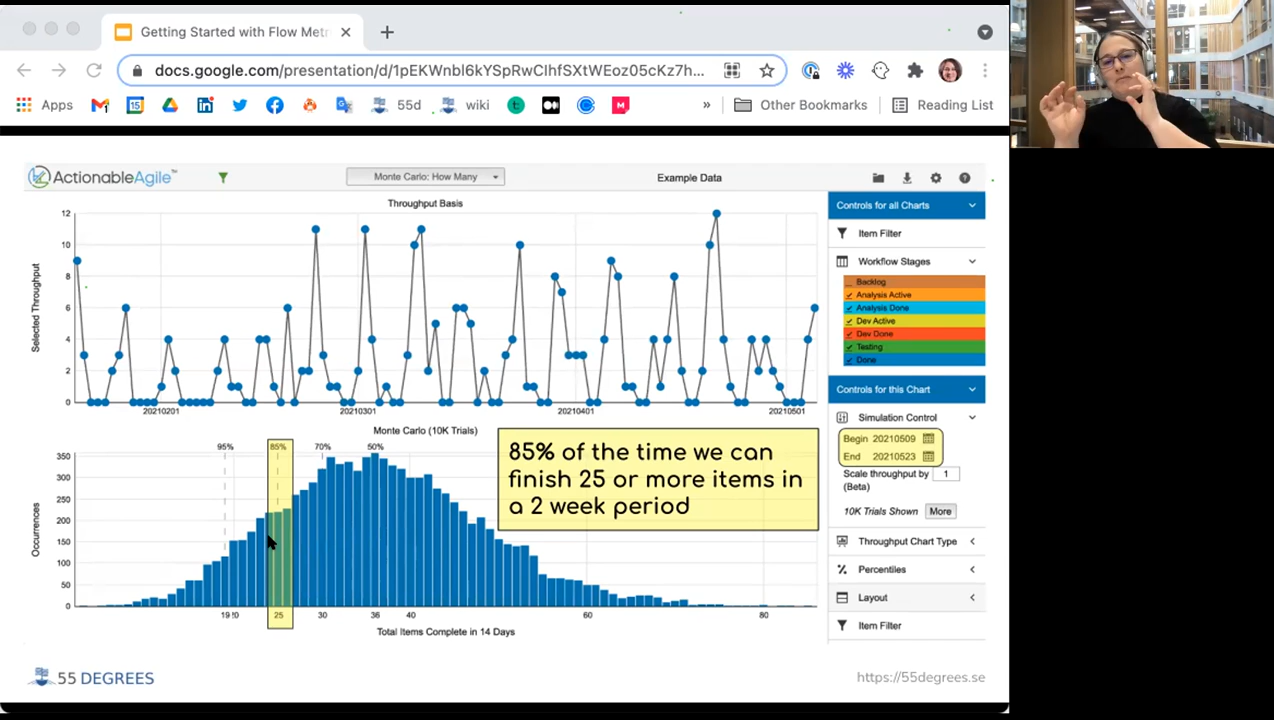 Getting Started with Flow Metr
docs.google.com/presentation/d/1pEKWnbl6kYSpRwClhfSXtWEoz05cKz7h...
Apps
55d
wiki
»
Other Bookmarks
Reading List
ActionableAgile™
Monte Carlo: How Many
Example Data
Throughput Basis
12
10
8
6
4
2
0
Selected Throughput
20210201
20210301
20210401
20210501
Monte Carlo (10K Trials)
95%
85%
70%
50%
350
300
250
200
150
100
50
0
Occurrences
19
25
30
36
40
60
80
Total Items Complete in 14 Days
85% of the time we can
finish 25 or more items in
a 2 week period
Controls for all Charts
Item Filter
Workflow Stages
Backlog
Analysis Active
Analysis Done
Dev Active
Dev Done
Testing
Done
Controls for this Chart
Simulation Control
Begin 20210509
End 20210523
Scale throughput by 1
(Beta)
10K Trials Shown More
Throughput Chart Type
Percentiles
Layout
Item Filter
55 DEGREES
https://55degrees.se